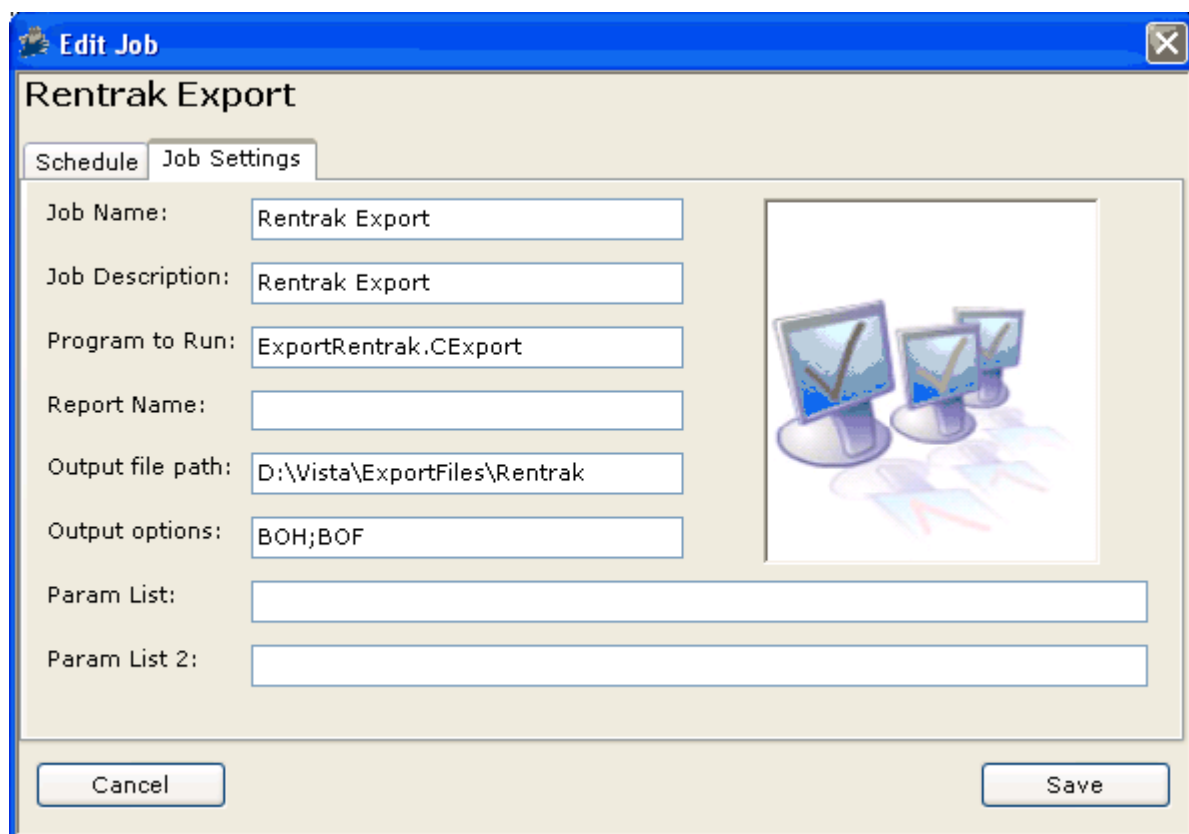 Edit Job
Rentrak Export
Schedule
Job Settings
Job Name: Rentrak Export
Job Description: Rentrak Export
Program to Run: ExportRentrak.CExport
Report Name:
Output file path: D:\Vista\ExportFiles\Rentrak
Output options: BOH;BOF
Param List:
Param List 2:
Cancel
Save